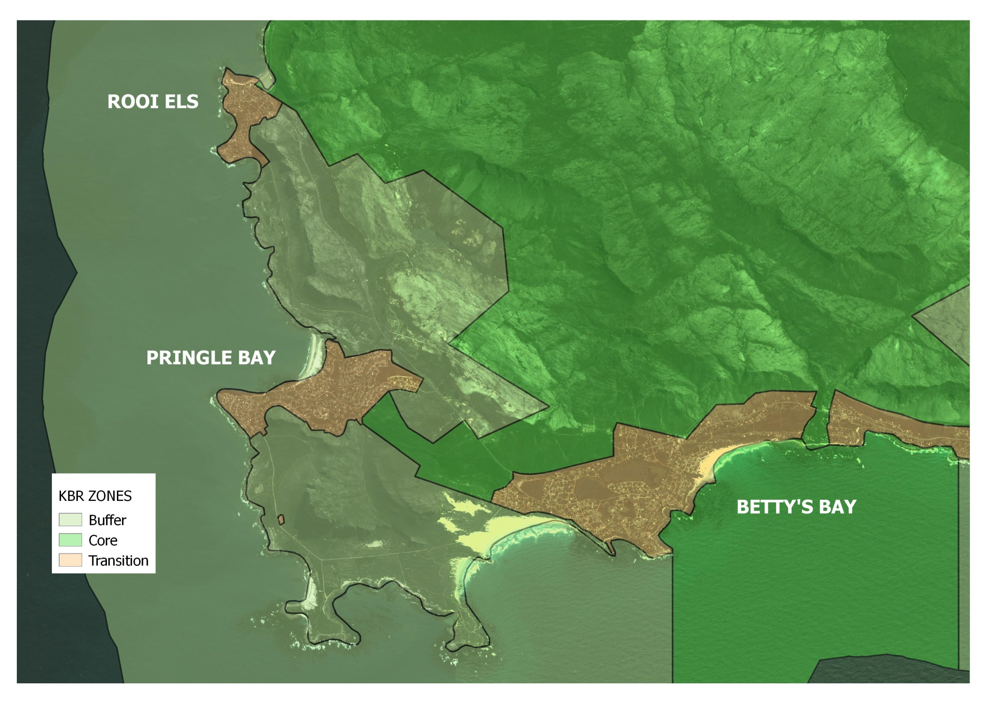 ROOI ELS
PRINGLE BAY
BETTY'S BAY
KBR ZONES
Buffer
Core
Transition